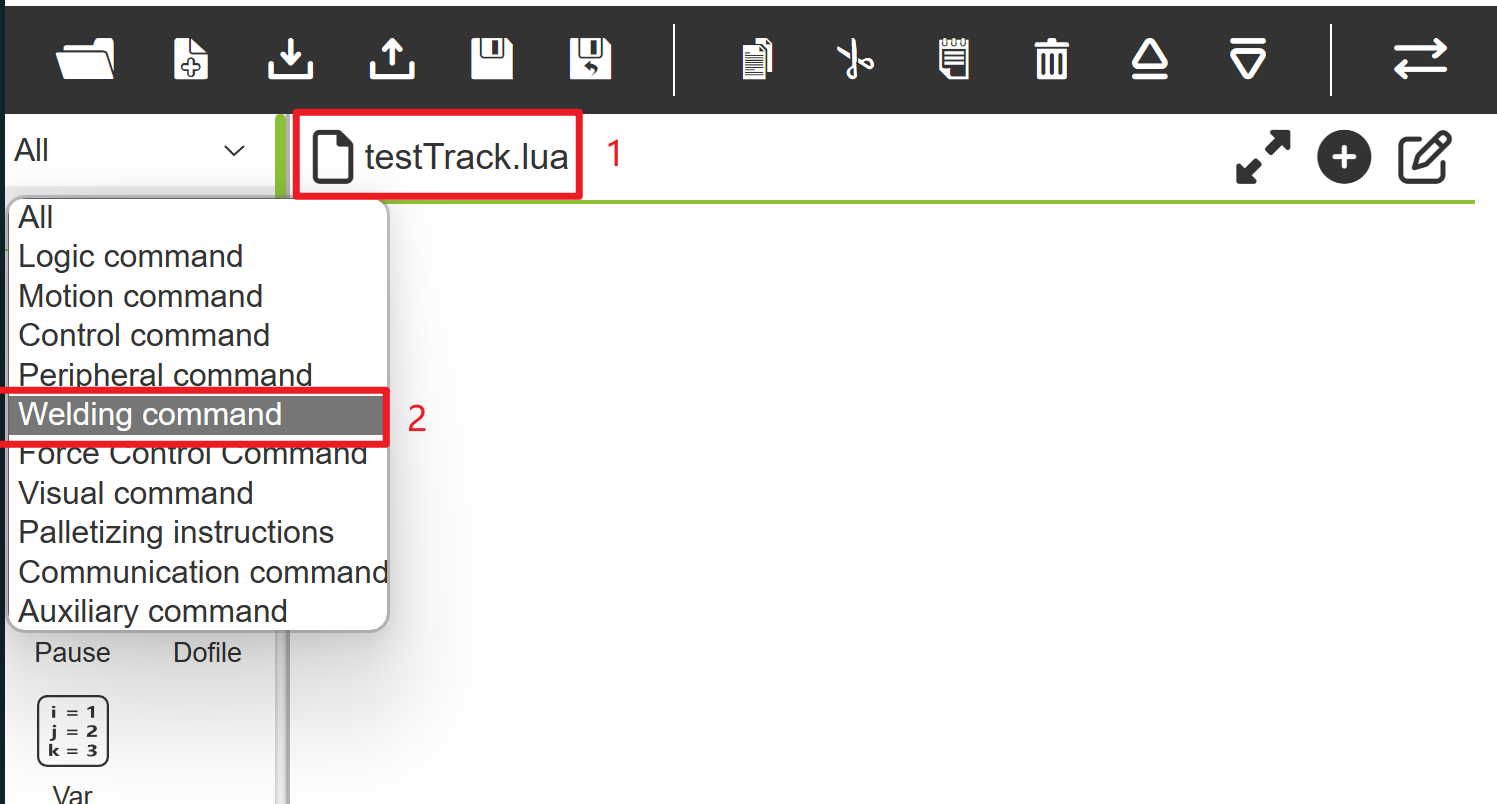 All
testTrack.lua
1
All
Logic command
Motion command
Control command
Peripheral command
Welding command
2
Force Control Command
Visual command
Palletizing instructions
Communication command
Auxiliary command
Pause
Dofile
i = 1
j = 2
k = 3
Var